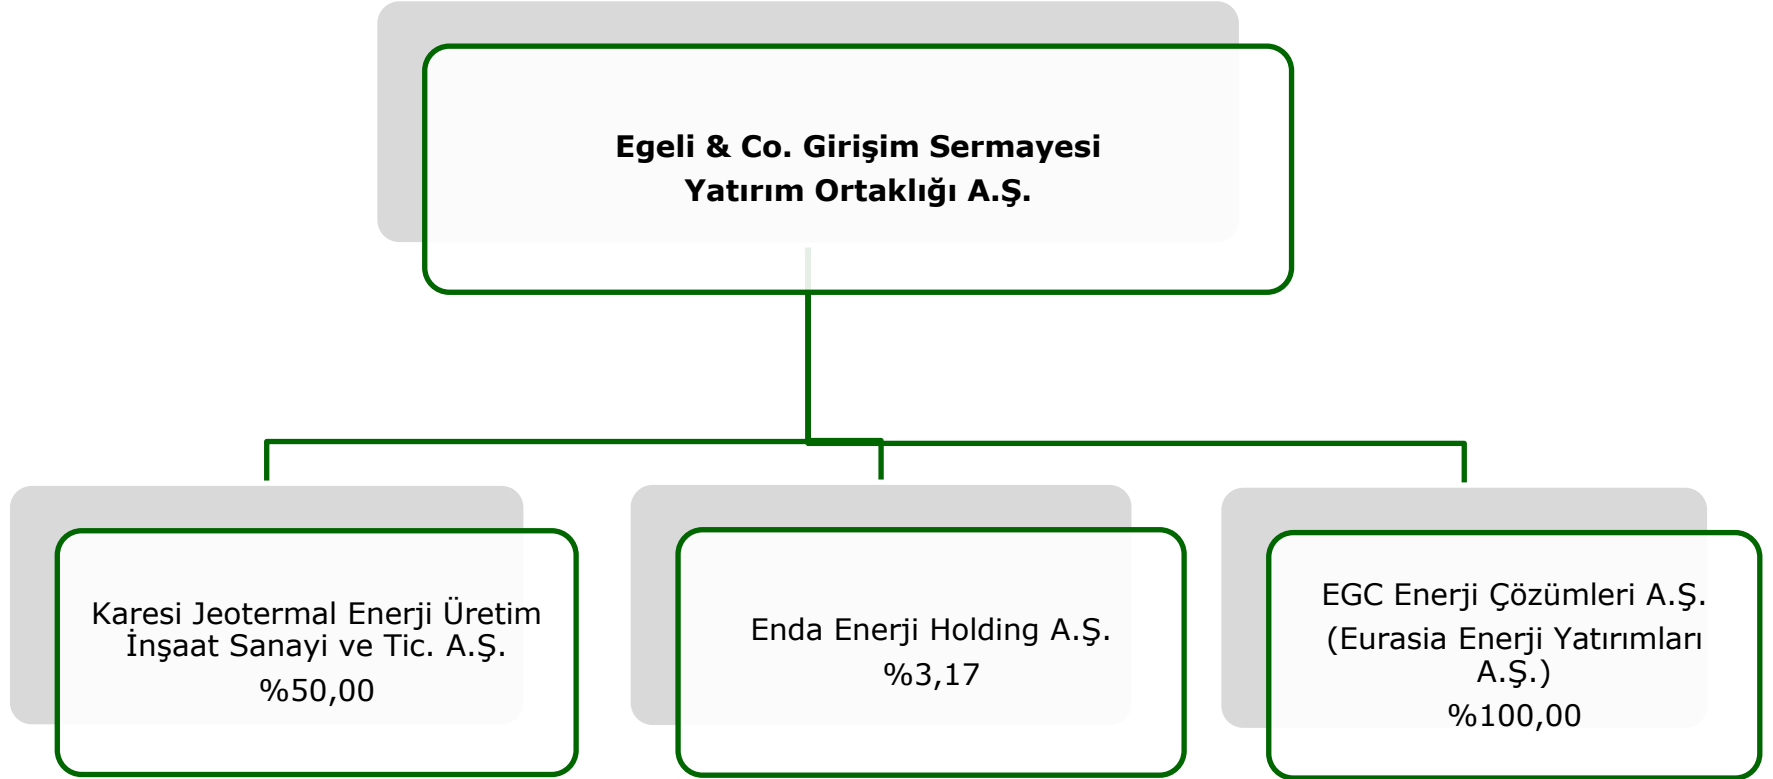 Egeli & Co. Girişim Sermayesi
Yatırım Ortaklığı A.Ş.
Karesi Jeotermal Enerji Üretim
İnşaat Sanayi ve Tic. A.Ş.
%50,00
Enda Enerji Holding A.Ş.
%3,17
EGC Enerji Çözümleri A.Ş.
(Eurasia Enerji Yatırımları
A.Ş.)
%100,00